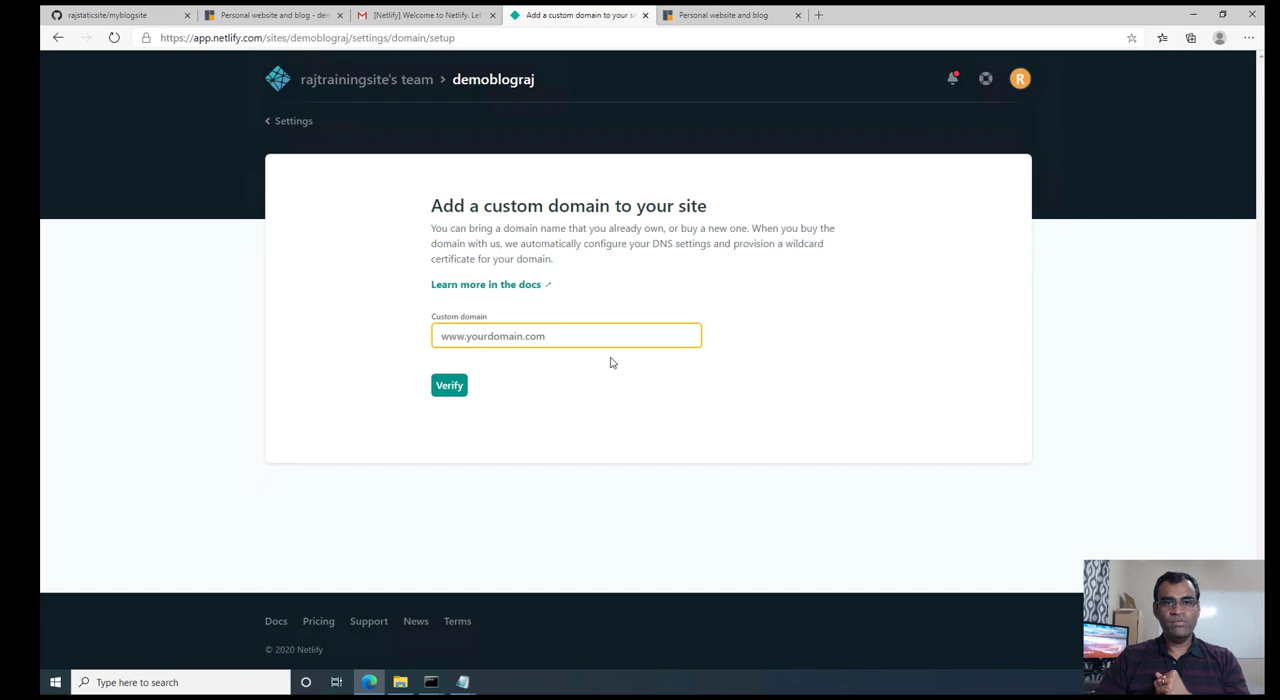 rajstaticsite/myblogsite
Personal website and blog - dem
[Netlify] Welcome to Netlify. Let
Add a custom domain to your sit
Personal website and blog
https://app.netlify.com/sites/demoblograj/settings/domain/setup
rajtrainingsite's team > demoblograj
R
< Settings
Add a custom domain to your site
You can bring a domain name that you already own, or buy a new one. When you buy the
domain with us, we automatically configure your DNS settings and provision a wildcard
certificate for your domain.
Learn more in the docs ↗
Custom domain
www.yourdomain.com
Verify
Docs Pricing Support News Terms
© 2020 Netlify
Type here to search